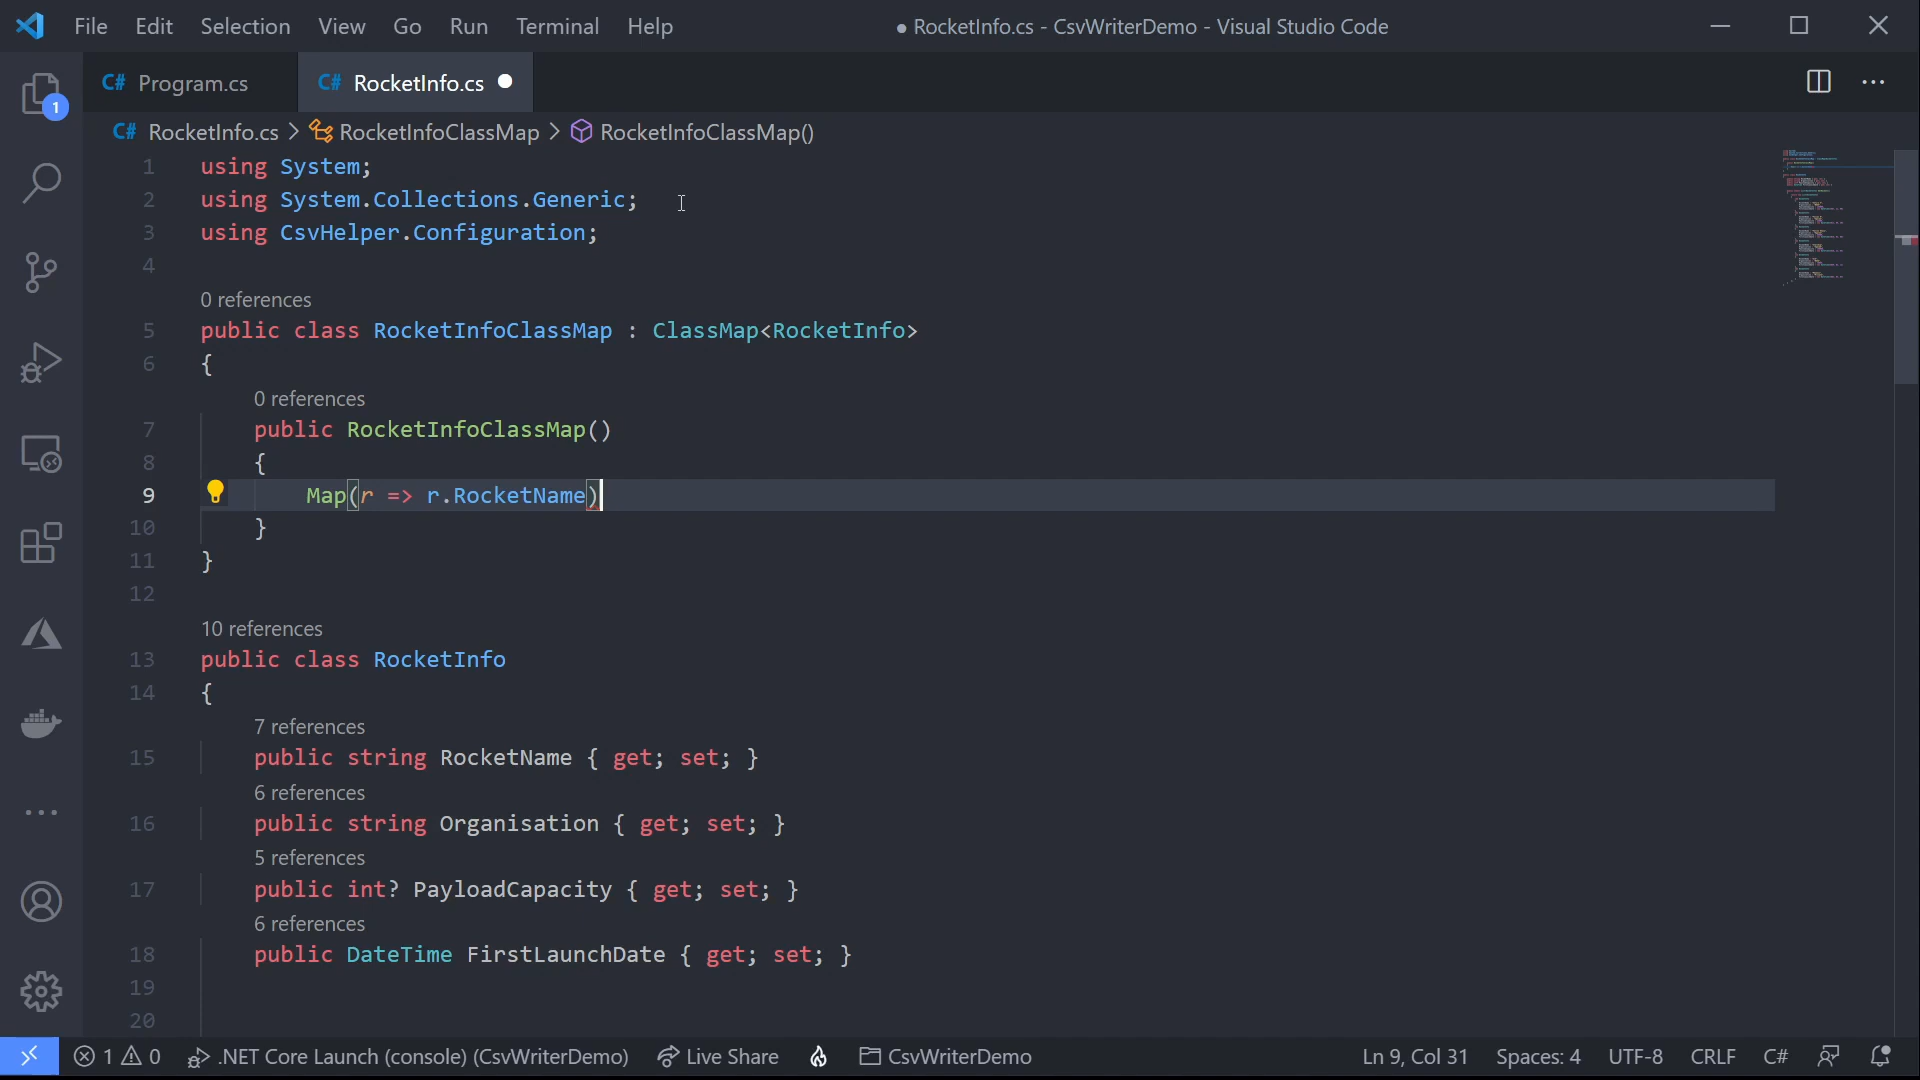 File Edit Selection View Go Run Terminal Help ● RocketInfo.cs - CsvWriterDemo - Visual Studio Code
C# Program.cs C# RocketInfo.cs ●
C# RocketInfo.cs > RocketInfoClassMap > RocketInfoClassMap()
1
1 using System;
2 using System.Collections.Generic;
3 using CsvHelper.Configuration;
4
0 references
5 public class RocketInfoClassMap : ClassMap<RocketInfo>
6 {
0 references
7 public RocketInfoClassMap()
8 {
9 Map(r => r.RocketName)
10 }
11 }
12
10 references
13 public class RocketInfo
14 {
7 references
15 public string RocketName { get; set; }
6 references
16 public string Organisation { get; set; }
5 references
17 public int? PayloadCapacity { get; set; }
6 references
18 public DateTime FirstLaunchDate { get; set; }
19
20
1 0 .NET Core Launch (console) (CsvWriterDemo) Live Share CsvWriterDemo Ln 9, Col 31 Spaces: 4 UTF-8 CRLF C#